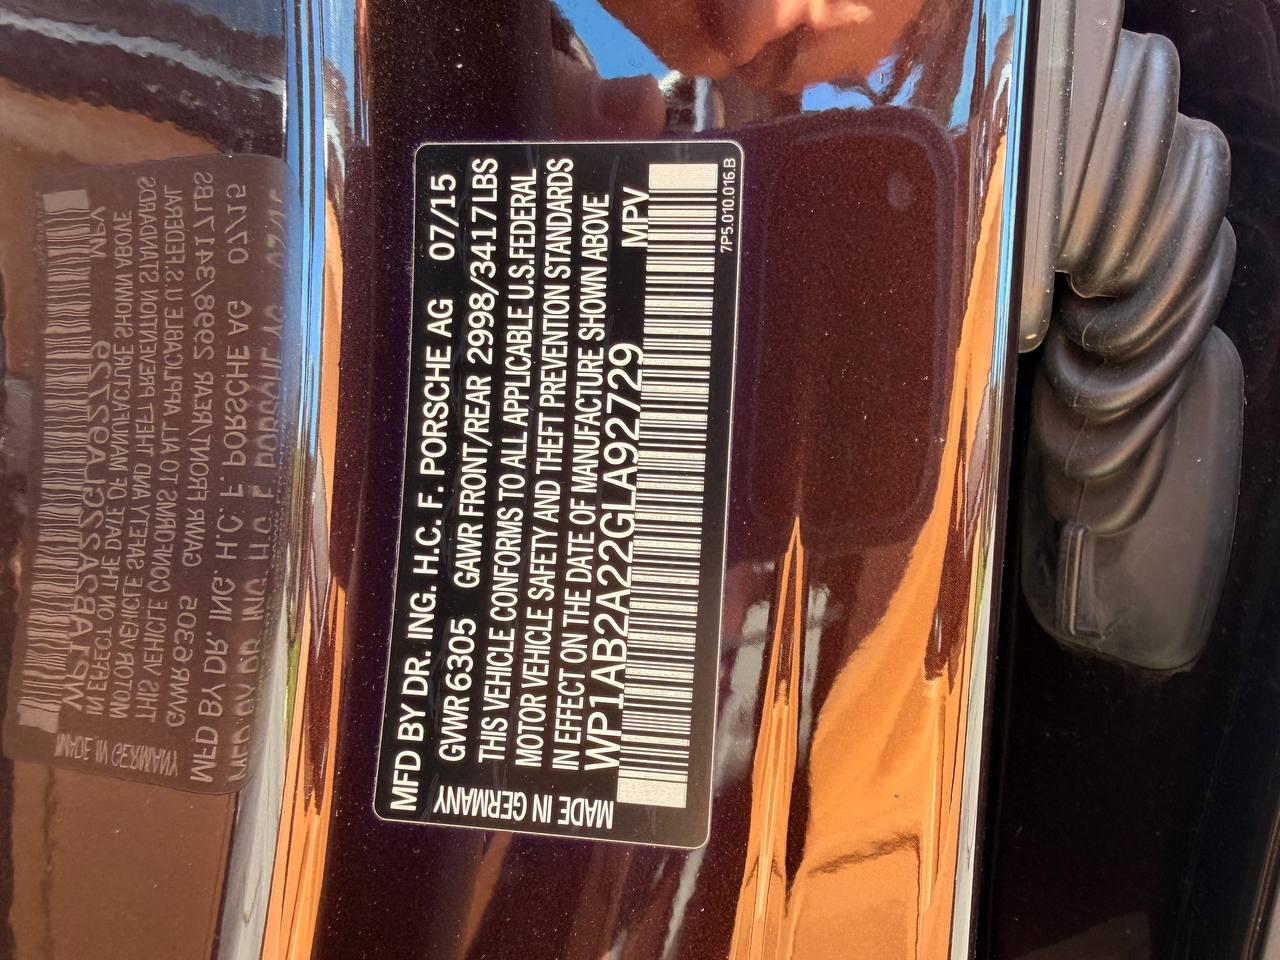 MFD BY DR. ING. H.C. F. PORSCHE AG 07/15
GWWR 6305 GAWR FRONT/REAR 2998/3417LBS
THIS VEHICLE CONFORMS TO ALL APPLICABLE U.S.FEDERAL
MOTOR VEHICLE SAFETY AND THEFT PREVENTION STANDARDS
IN EFFECT ON THE DATE OF MANUFACTURE SHOWN ABOVE
WP1AB2A22GLA92729 MPV
MADE IN GERMANY
7P5.010.016.B